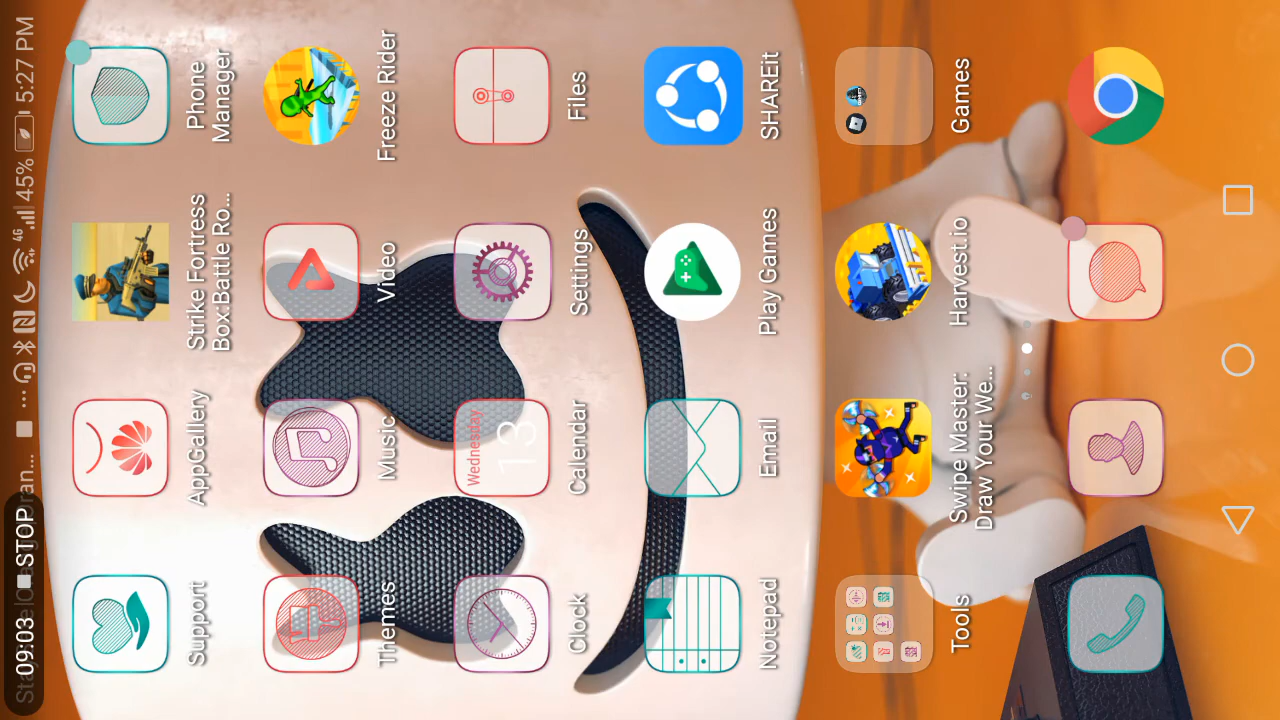 09:03 STOP 4G 45% 5:27 PM
Support
AppGallery
Strike Fortress
Box:Battle Ro...
Phone
Manager
Themes
Music
Video
Freeze Rider
Wednesday
13
Clock
Calendar
Settings
Files
Notepad
Email
Play Games
SHAREit
Tools
Swipe Master:
Draw Your We...
Harvest.io
Games